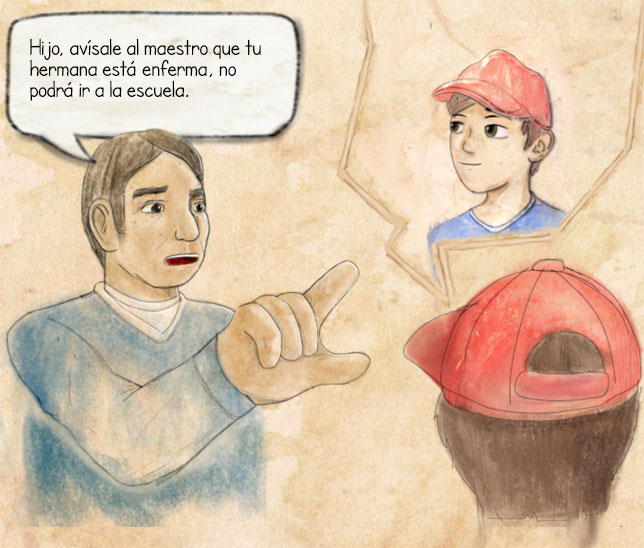 Hijo, avísale al maestro que tu
hermana está enferma, no
podrá ir a la escuela.